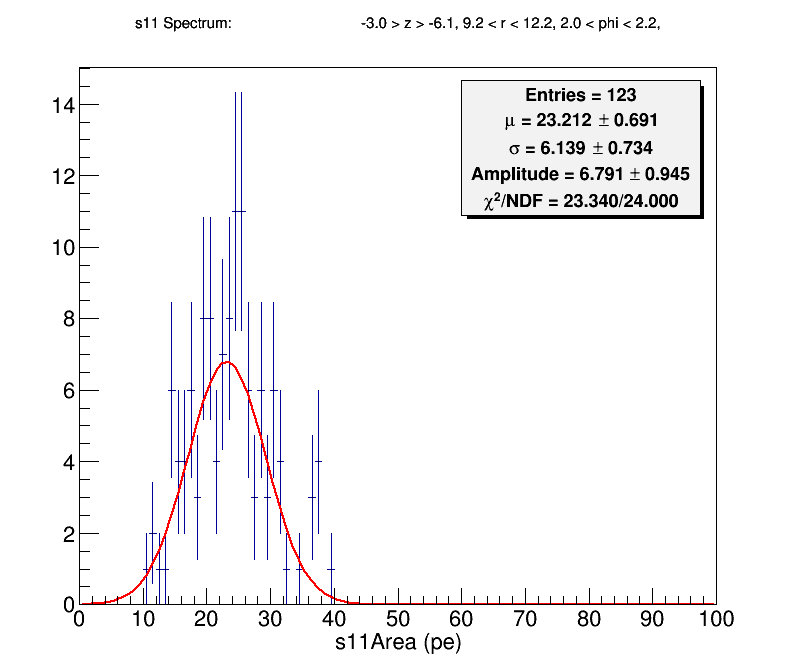 s11 Spectrum: -3.0 > z > -6.1, 9.2 < r < 12.2, 2.0 < phi < 2.2,
Entries = 123
μ = 23.212 ± 0.691
σ = 6.139 ± 0.734
Amplitude = 6.791 ± 0.945
χ²/NDF = 23.340/24.000
14
12
10
8
6
4
2
0
0 10 20 30 40 50 60 70 80 90 100
s11Area (pe)